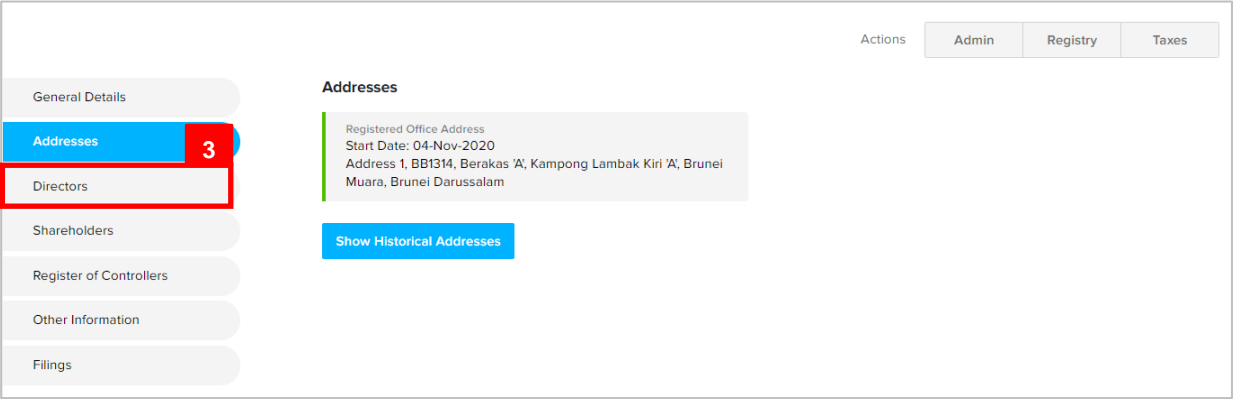 Actions
Admin
Registry
Taxes
General Details
Addresses
3
Directors
Shareholders
Register of Controllers
Other Information
Filings
Addresses
Registered Office Address
Start Date: 04-Nov-2020
Address 1, BB1314, Berakas 'A', Kampong Lambak Kiri 'A', Brunei
Muara, Brunei Darussalam
Show Historical Addresses